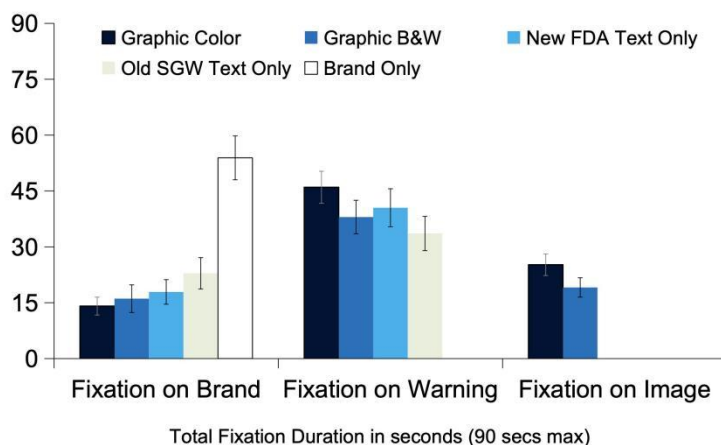 90
75
60
45
30
15
0
Graphic Color Graphic B&W New FDA Text Only
Old SGW Text Only Brand Only
Fixation on Brand Fixation on Warning Fixation on Image
Total Fixation Duration in seconds (90 secs max)